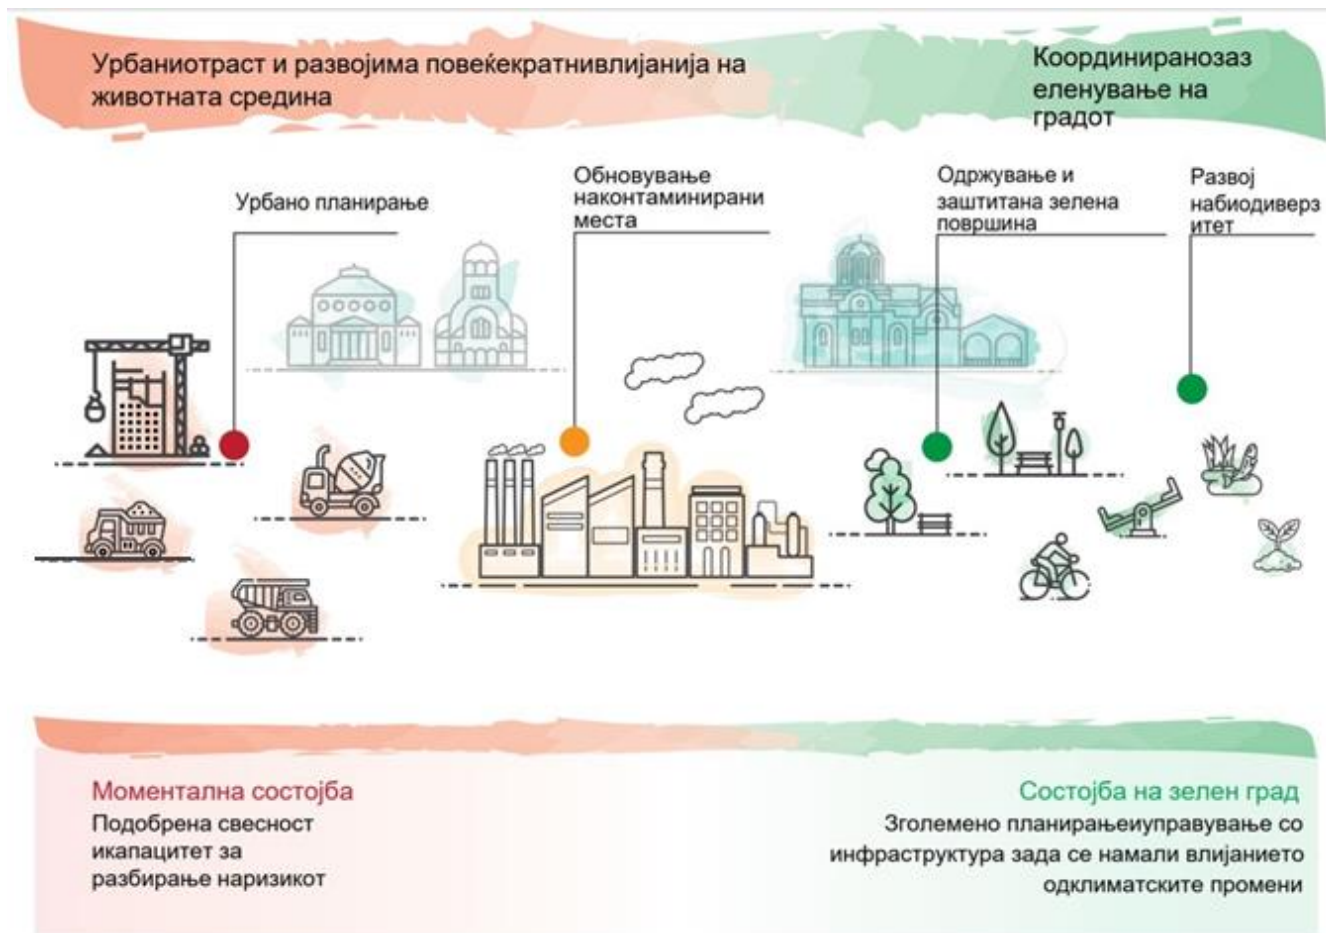 Урбаниотраст и развојима повеќекратнивлијанија на
животната средина
Координиранозаз
еленување на
градот
Урбано планирање
Обновување
наконтаминирани
места
Одржување и
заштитана зелена
површина
Развој
набиодиверз
итет
Моментална состојба
Подобрена свесност
икапацитет за
разбирање наризикот
Состојба на зелен град
Зголемено планирањеиуправување со
инфраструктура зада се намали влијанието
одклиматските промени